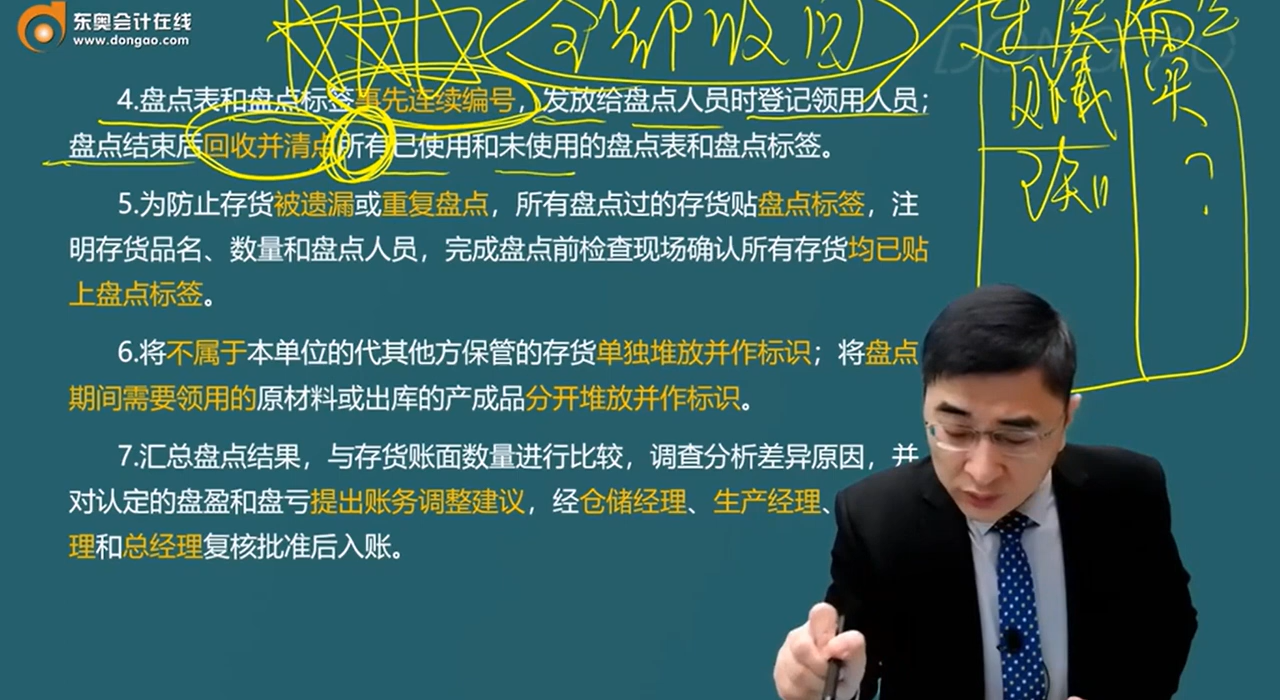 东奥会计在线
www.dongao.com
全部收回
4.盘点表和盘点标签事先连续编号，发放给盘点人员时登记领用人员；
盘点结束后回收并清点所有已使用和未使用的盘点表和盘点标签。
5.为防止存货被遗漏或重复盘点，所有盘点过的存货贴盘点标签，注
明存货品名、数量和盘点人员，完成盘点前检查现场确认所有存货均已贴
上盘点标签。
6.将不属于本单位的代其他方保管的存货单独堆放并作标识；将盘点
期间需要领用的原材料或出库的产成品分开堆放并作标识。
7.汇总盘点结果，与存货账面数量进行比较，调查分析差异原因，并
对认定的盘盈和盘亏提出账务调整建议，经仓储经理、生产经理、
理和总经理复核批准后入账。